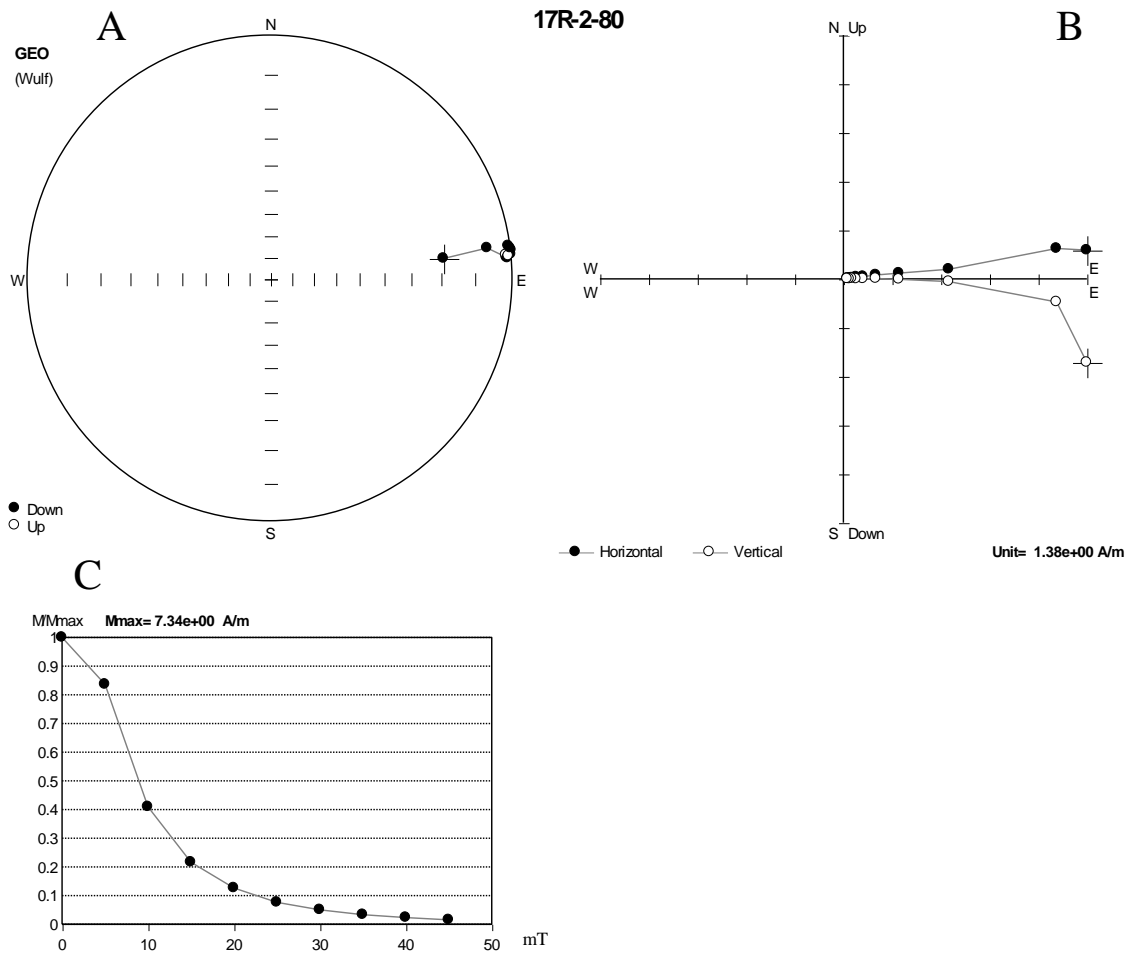 17R-2-80
A
GEO
(Wulf)
N
W
E
S
Down
Up
B
N Up
W
W
E
E
S Down
Horizontal
Vertical
Unit= 1.38e+00 A/m
C
M/Mmax Mmax= 7.34e+00 A/m
1
0.9
0.8
0.7
0.6
0.5
0.4
0.3
0.2
0.1
0
0 10 20 30 40 50 mT